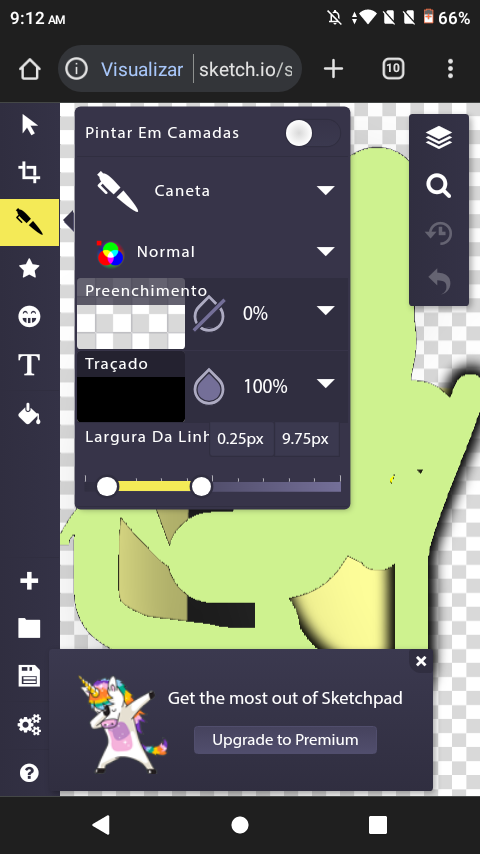 9:12 AM
66%
Visualizar
sketch.io/s
10
Pintar Em Camadas
Caneta
Normal
Preenchimento
0%
Traçado
100%
Largura Da Linh
0.25px
9.75px
T
Get the most out of Sketchpad
Upgrade to Premium